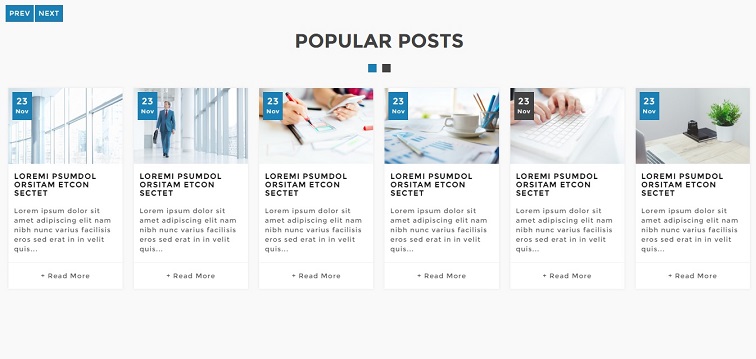 PREV NEXT
POPULAR POSTS
23
Nov
LOREMI PSUMDOL
ORSITAM ETCON
SECTET
Lorem ipsum dolor sit
amet adipiscing elit nam
nibh nunc varius facilisis
eros sed erat in in velit
quis...
+ Read More
23
Nov
LOREMI PSUMDOL
ORSITAM ETCON
SECTET
Lorem ipsum dolor sit
amet adipiscing elit nam
nibh nunc varius facilisis
eros sed erat in in velit
quis...
+ Read More
23
Nov
LOREMI PSUMDOL
ORSITAM ETCON
SECTET
Lorem ipsum dolor sit
amet adipiscing elit nam
nibh nunc varius facilisis
eros sed erat in in velit
quis...
+ Read More
23
Nov
LOREMI PSUMDOL
ORSITAM ETCON
SECTET
Lorem ipsum dolor sit
amet adipiscing elit nam
nibh nunc varius facilisis
eros sed erat in in velit
quis...
+ Read More
23
Nov
LOREMI PSUMDOL
ORSITAM ETCON
SECTET
Lorem ipsum dolor sit
amet adipiscing elit nam
nibh nunc varius facilisis
eros sed erat in in velit
quis...
+ Read More
23
Nov
LOREMI PSUMDOL
ORSITAM ETCON
SECTET
Lorem ipsum dolor sit
amet adipiscing elit nam
nibh nunc varius facilisis
eros sed erat in in velit
quis...
+ Read More